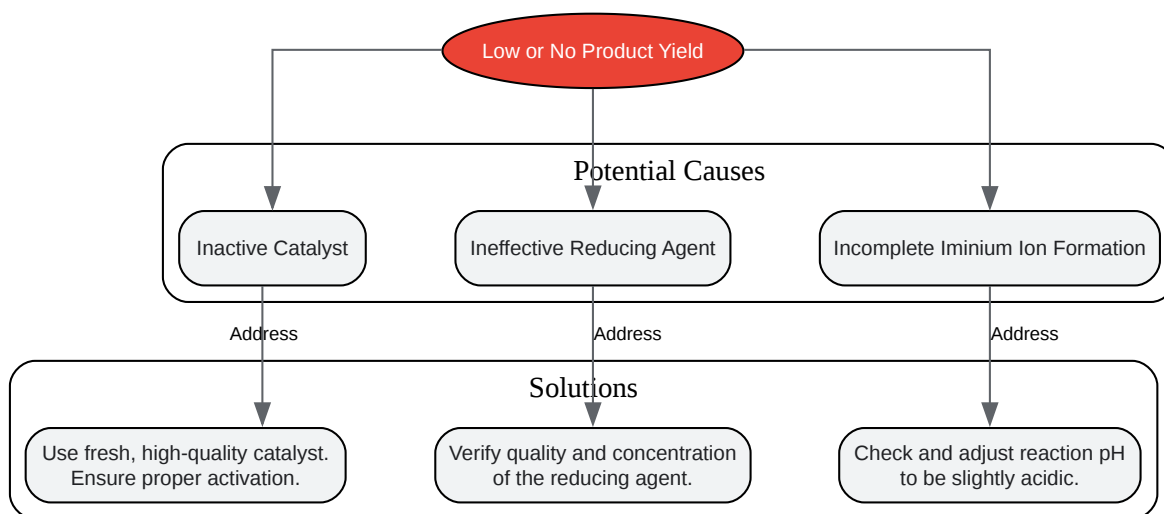 Low or No Product Yield
Potential Causes
Inactive Catalyst
Ineffective Reducing Agent
Incomplete Iminium Ion Formation
Address
Address
Address
Solutions
Use fresh, high-quality catalyst.
Ensure proper activation.
Verify quality and concentration
of the reducing agent.
Check and adjust reaction pH
to be slightly acidic.